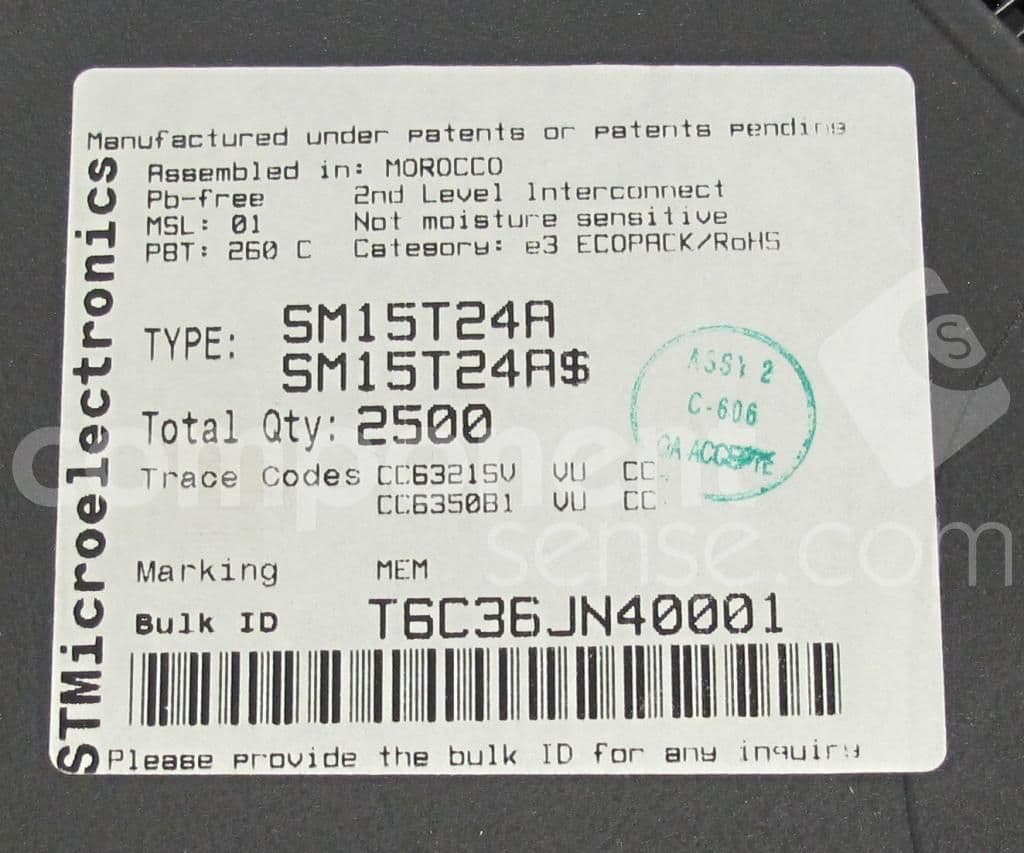 Manufactured under patents or patents pending
STMicroelectronics
Assembled in: MOROCCO
Pb-free 2nd Level Interconnect
MSL: 01 Not moisture sensitive
PBT: 260 C Category: e3 ECOPACK/RoHS
TYPE: SM15T24A
SM15T24A$
ASSY 2
C-606
QA ACCEPTE
Total Qty: 2500
Trace Codes CC63215V VU CC
CC6350B1 VU CC
component
sense.com
CS
Marking MEM
Bulk ID T6C36JN40001
Please provide the bulk ID for any inquiry